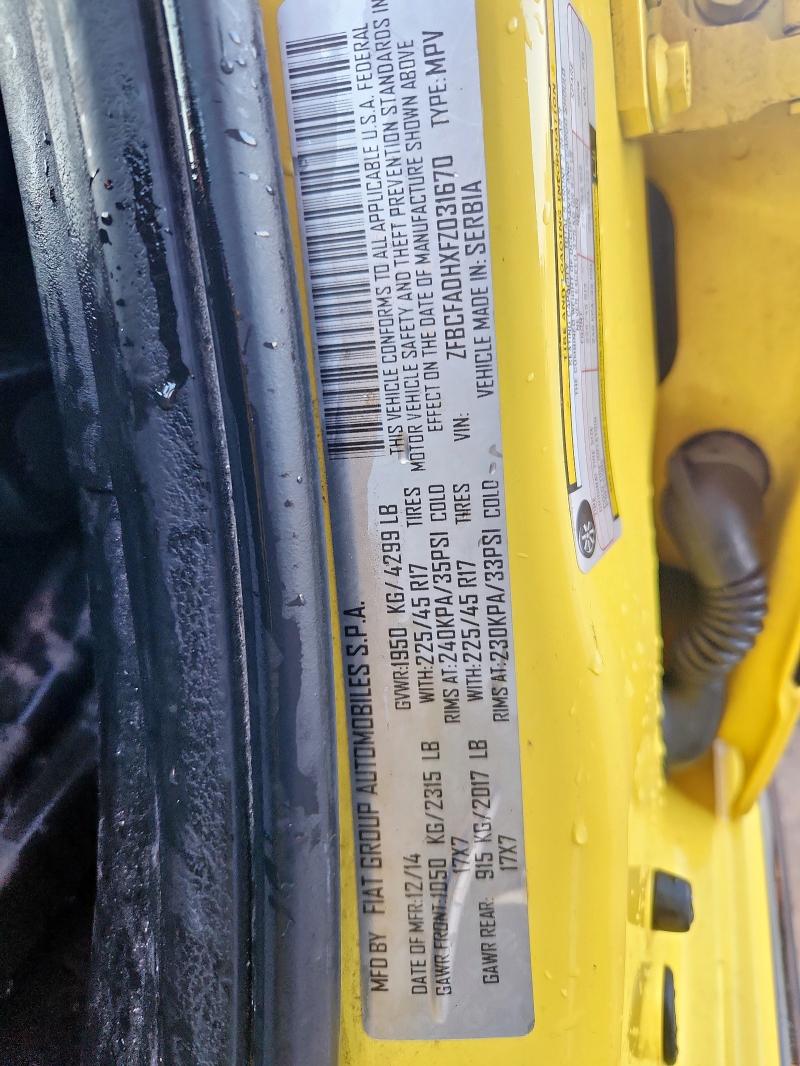 MFD BY FIAT GROUP AUTOMOBILES S.P.A.
DATE OF MFR:12/14 GVWR:1950 KG/4299 LB
GAWR FRONT:1050 KG/2315 LB WITH:225/45 R17 TIRES
17X7 RIMS AT:240KPA/35PSI COLD
GAWR REAR: 915 KG/2017 LB WITH:225/45 R17 TIRES
17X7 RIMS AT:230KPA/33PSI COLD
THIS VEHICLE CONFORMS TO ALL APPLICABLE U.S.A. FEDERAL
MOTOR VEHICLE SAFETY AND THEFT PREVENTION STANDARDS IN
EFFECT ON THE DATE OF MANUFACTURE SHOWN ABOVE
VIN: ZFBCFADHXFZ031670 TYPE: MPV
VEHICLE MADE IN: SERBIA
TIRE AND LOADING INFORMATION